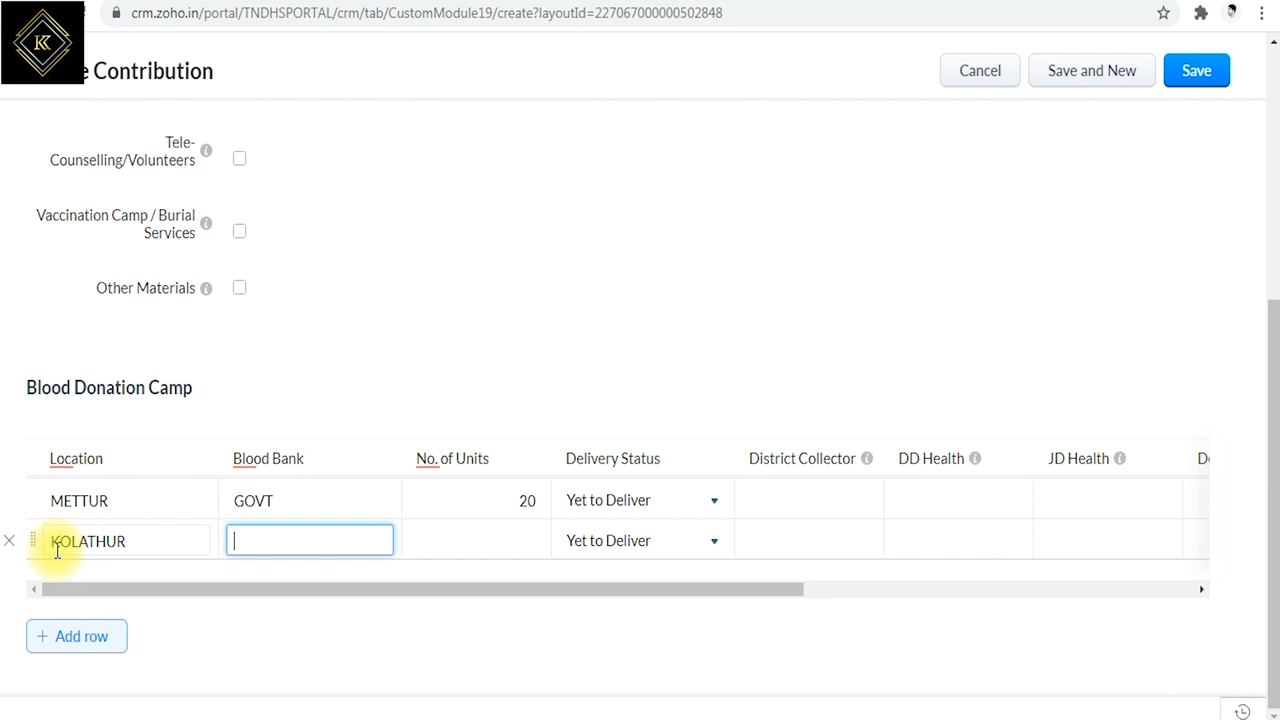 crm.zoho.in/portal/TNDHSPORTAL/crm/tab/CustomModule19/create?layoutId=227067000000502848
K
e Contribution
Cancel
Save and New
Save
Tele-
Counselling/Volunteers
Vaccination Camp / Burial
Services
Other Materials
Blood Donation Camp
Location Blood Bank No. of Units Delivery Status District Collector DD Health JD Health De
METTUR GOVT 20 Yet to Deliver
KOLATHUR Yet to Deliver
+ Add row